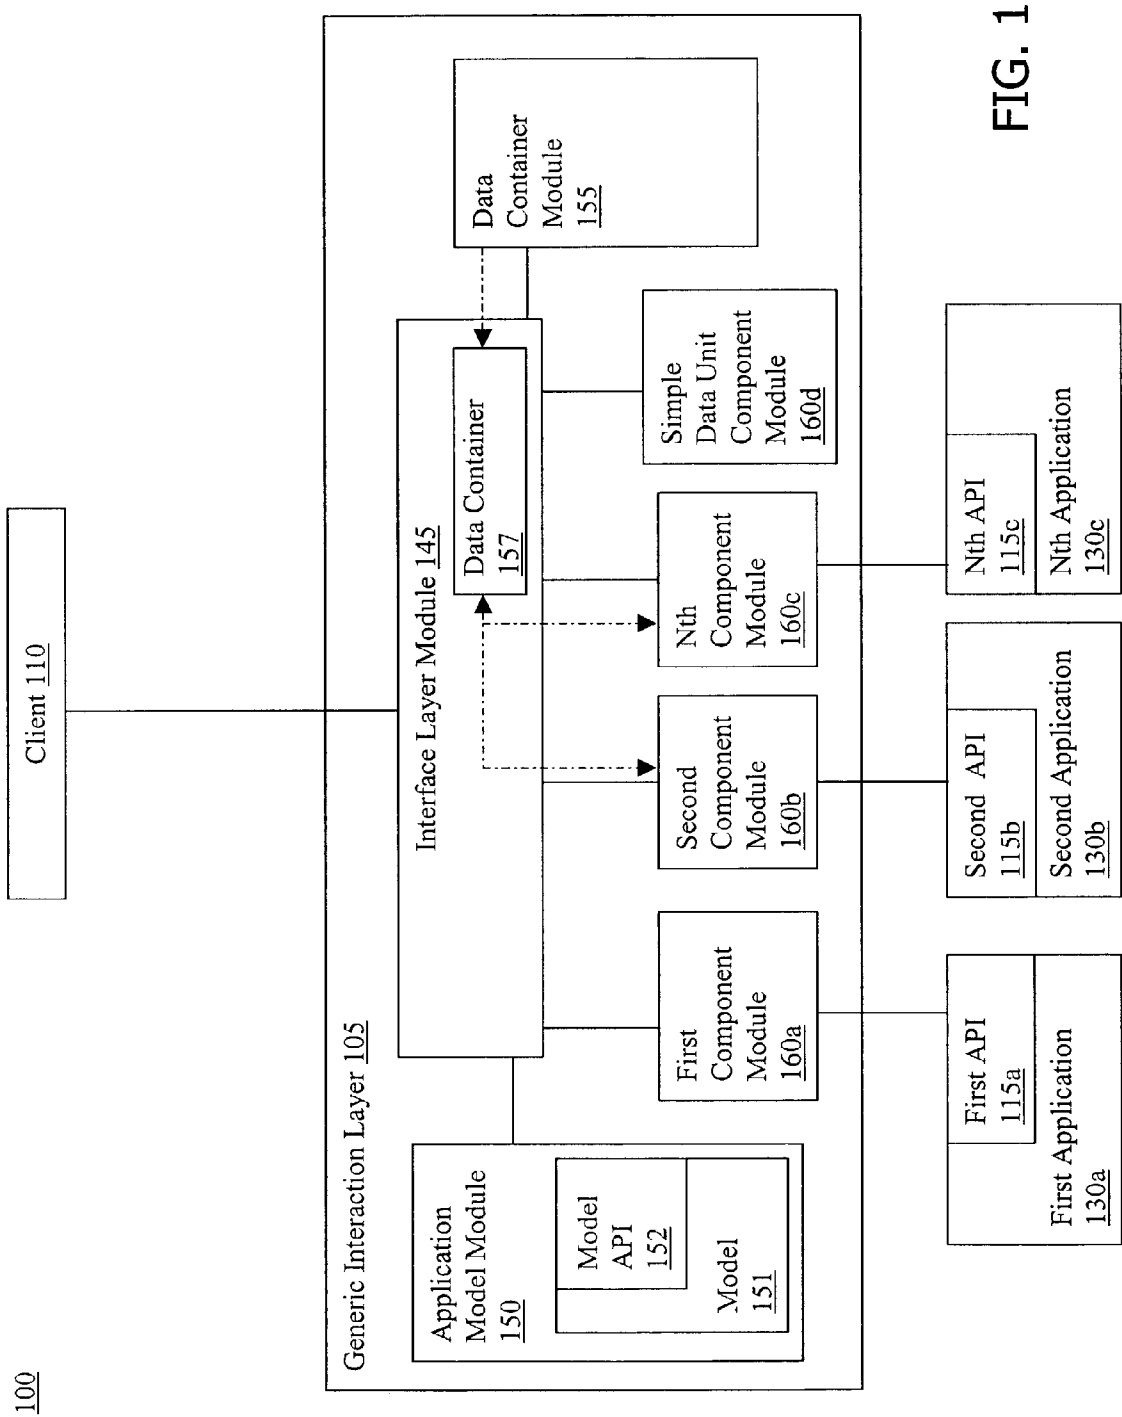 100
Client 110
Generic Interaction Layer 105
Interface Layer Module 145
Data Container
157
Data
Container
Module
155
Application
Model Module
150
Model
API
152
Model
151
First
Component
Module
160a
Second
Component
Module
160b
Nth
Component
Module
160c
Simple
Data Unit
Component
Module
160d
First API
115a
First Application
130a
Second API
115b
Second Application
130b
Nth API
115c
Nth Application
130c
FIG. 1